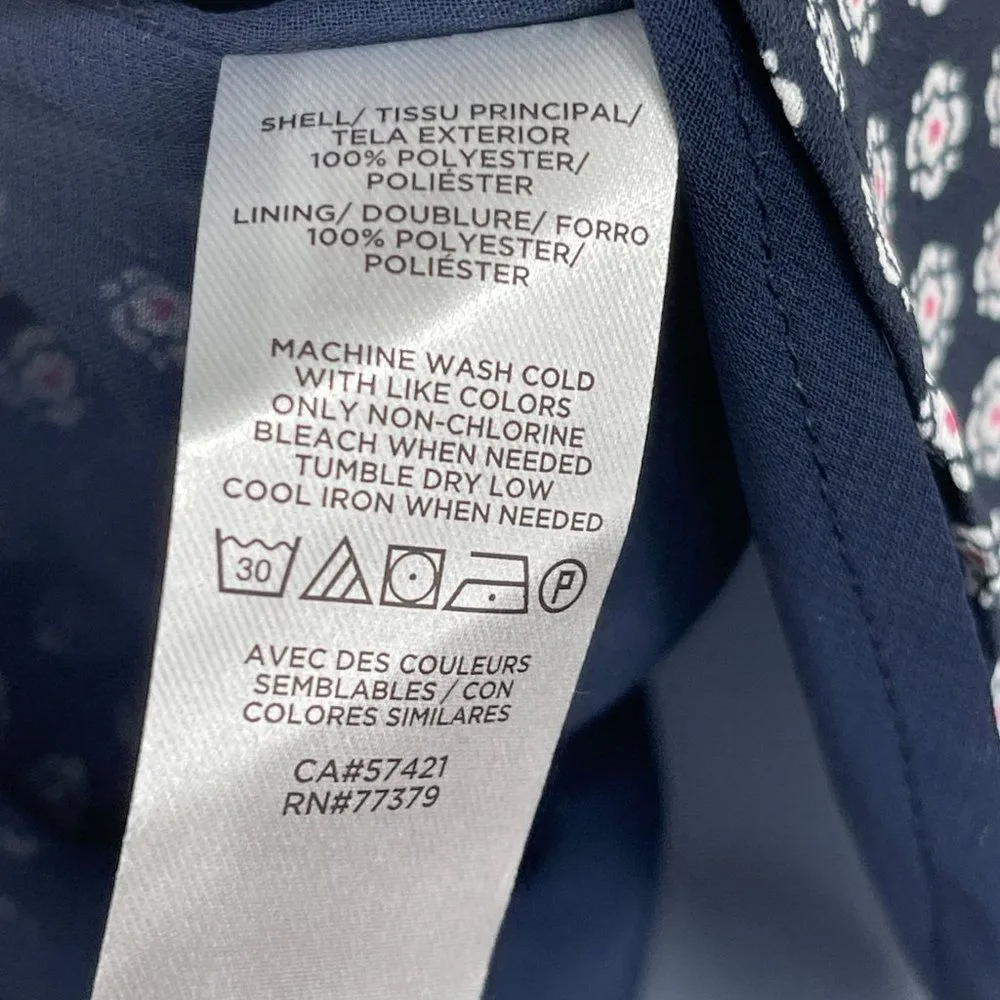 SHELL/ TISSU PRINCIPAL/
TELA EXTERIOR
100% POLYESTER/
POLIÉSTER
LINING/ DOUBLURE/ FORRO
100% POLYESTER/
POLIÉSTER
MACHINE WASH COLD
WITH LIKE COLORS
ONLY NON-CHLORINE
BLEACH WHEN NEEDED
TUMBLE DRY LOW
COOL IRON WHEN NEEDED
30 P
AVEC DES COULEURS
SEMBLABLES / CON
COLORES SIMILARES
CA#57421
RN#77379